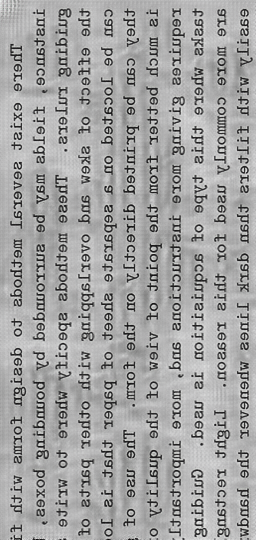 There exist several methods to design forms with fi
instance, fields may be surrounded by bounding boxes,
guiding rulers. These methods specify where to write
the effect of skew and overlapping with other parts of
can be located on a separate sheet of paper that is lo
they can be printed directly on the form. The use of
is much better from the point of view of the quality
requires giving more instructions and, more importantl
tasks where this type of acquisition is used. Guiding
are more commonly used for this reason. Light rectang
easily with filters than dark lines whenever the handw